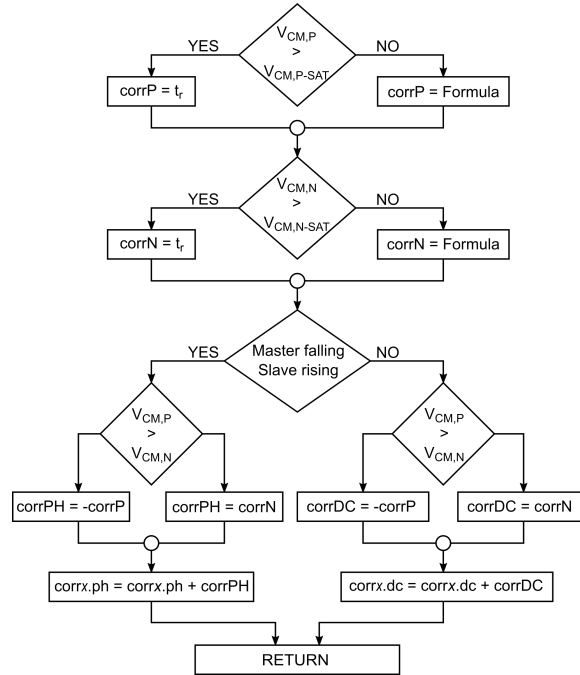 V_CM,P
YES > NO
V_CM,P-SAT
corrP = t_r corrP = Formula
V_CM,N
YES > NO
V_CM,N-SAT
corrN = t_r corrN = Formula
YES Master falling NO
Slave rising
V_CM,P V_CM,P
> >
V_CM,N V_CM,N
corrPH = -corrP corrPH = corrN corrDC = -corrP corrDC = corrN
corrx.ph = corrx.ph + corrPH corrx.dc = corrx.dc + corrDC
RETURN